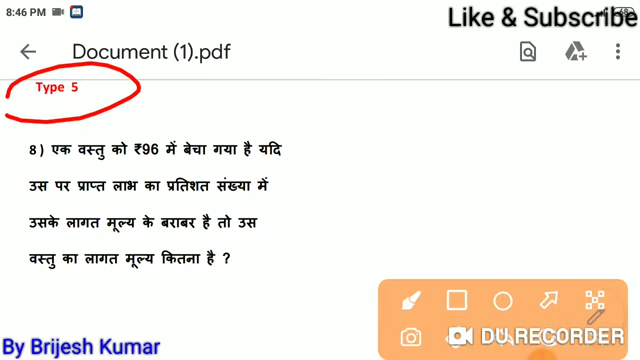 8:46 PM
Like & Subscribe
Document (1).pdf
Type 5
8) एक वस्तु को ₹96 में बेचा गया है यदि
उस पर प्राप्त लाभ का प्रतिशत संख्या में
उसके लागत मूल्य के बराबर है तो उस
वस्तु का लागत मूल्य कितना है ?
DU RECORDER
By Brijesh Kumar